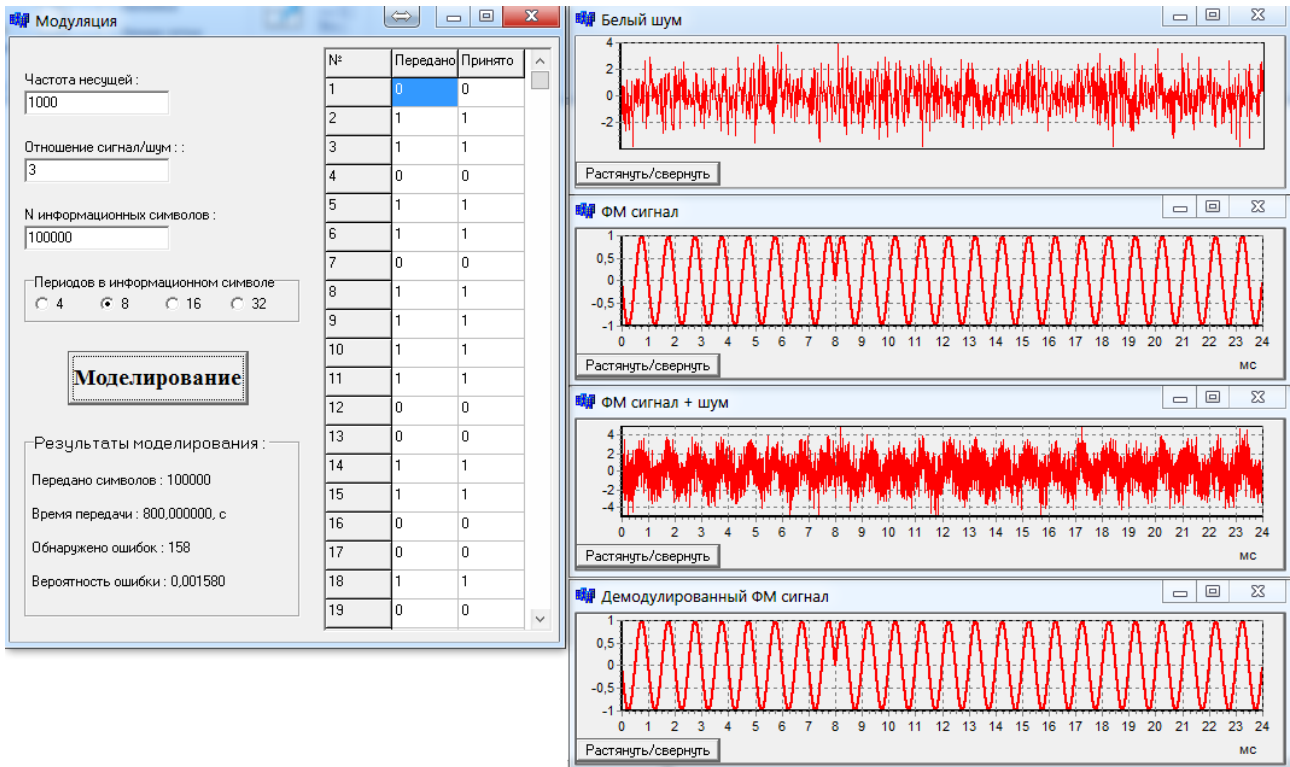 Модуляция
Частота несущей :
1000
Отношение сигнал/шум : :
3
N информационных символов :
100000
Периодов в информационном символе
4 8 16 32
Моделирование
Результаты моделирования :
Передано символов : 100000
Время передачи : 800,000000, с
Обнаружено ошибок : 158
Вероятность ошибки : 0,001580
№ Передано Принято
1 0 0
2 1 1
3 1 1
4 0 0
5 1 1
6 1 1
7 0 0
8 1 1
9 1 1
10 1 1
11 1 1
12 0 0
13 0 0
14 1 1
15 1 1
16 0 0
17 0 0
18 1 1
19 0 0
Белый шум
4
2
0
-2
Растянуть/свернуть
ФМ сигнал
1
0,5
0
-0,5
-1
0 1 2 3 4 5 6 7 8 9 10 11 12 13 14 15 16 17 18 19 20 21 22 23 24
Растянуть/свернуть
мс
ФМ сигнал + шум
4
2
0
-2
-4
0 1 2 3 4 5 6 7 8 9 10 11 12 13 14 15 16 17 18 19 20 21 22 23 24
Растянуть/свернуть
мс
Демодулированный ФМ сигнал
1
0,5
0
-0,5
-1
0 1 2 3 4 5 6 7 8 9 10 11 12 13 14 15 16 17 18 19 20 21 22 23 24
Растянуть/свернуть
мс